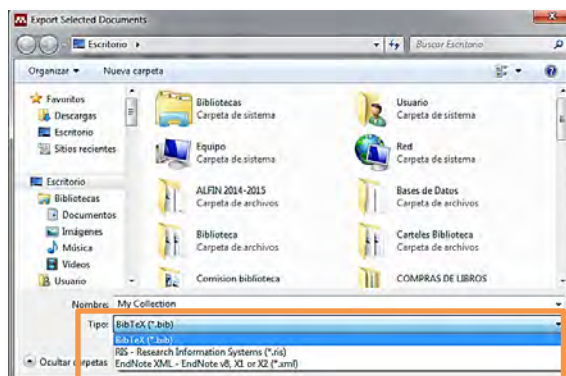 Export Selected Documents
Escritorio
Buscar Escritorio
Organizar
Nueva carpeta
Favoritos
Descargas
Escritorio
Sitios recientes
Escritorio
Bibliotecas
Documentos
Imágenes
Música
Vídeos
Usuario
Bibliotecas
Carpeta de sistema
Usuario
Carpeta de sistema
Equipo
Carpeta de sistema
Red
Carpeta de sistema
ALFIN 2014-2015
Carpeta de archivos
Bases de Datos
Carpeta de archivos
Biblioteca
Carpeta de archivos
Carteles Biblioteca
Carpeta de archivos
Comision biblioteca
COMPRAS DE LIBROS
Nombre: My Collection
Tipo: BibTeX (*.bib)
BibTeX (*.bib)
RIS - Research Information Systems (*.ris)
EndNote XML - EndNote v8, X1 or X2 (*.xml)
Ocultar carpetas